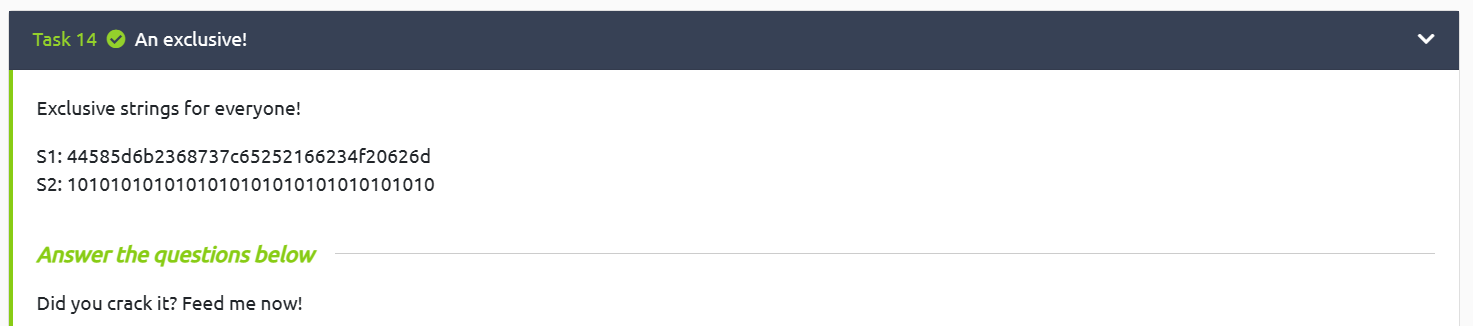 Task 14 An exclusive!
Exclusive strings for everyone!
S1: 44585d6b2368737c65252166234f20626d
S2: 1010101010101010101010101010101010
Answer the questions below
Did you crack it? Feed me now!